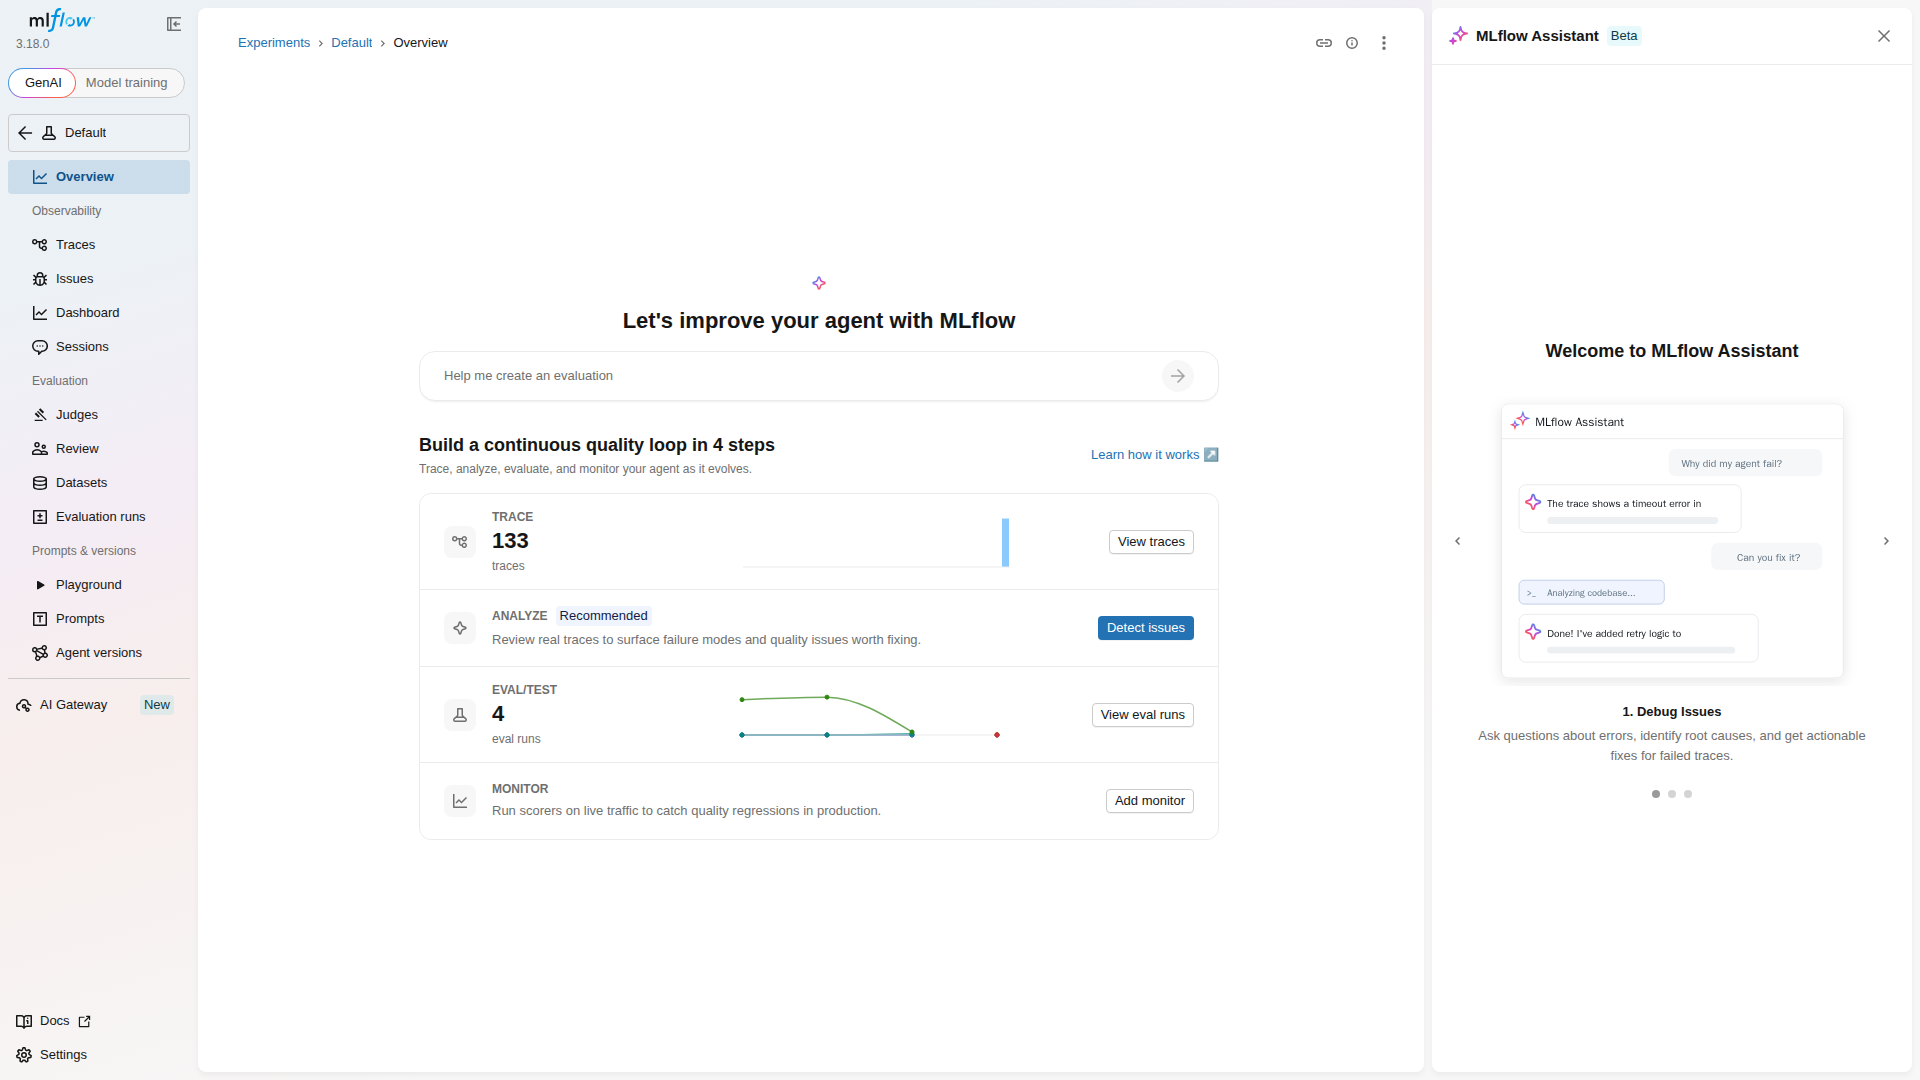 mlflow
3.18.0
GenAI
Model training
Default
Overview
Observability
Traces
Issues
Dashboard
Sessions
Evaluation
Judges
Review
Datasets
Evaluation runs
Prompts & versions
Playground
Prompts
Agent versions
AI Gateway
New
Docs
Settings
Experiments > Default > Overview
Let's improve your agent with MLflow
Help me create an evaluation
Build a continuous quality loop in 4 steps
Trace, analyze, evaluate, and monitor your agent as it evolves.
Learn how it works
TRACE
133
traces
View traces
ANALYZE Recommended
Review real traces to surface failure modes and quality issues worth fixing.
Detect issues
EVAL/TEST
4
eval runs
View eval runs
MONITOR
Run scorers on live traffic to catch quality regressions in production.
Add monitor
MLflow Assistant Beta
Welcome to MLflow Assistant
MLflow Assistant
Why did my agent fail?
The trace shows a timeout error in
Can you fix it?
>_ Analyzing codebase...
Done! I've added retry logic to
1. Debug Issues
Ask questions about errors, identify root causes, and get actionable
fixes for failed traces.